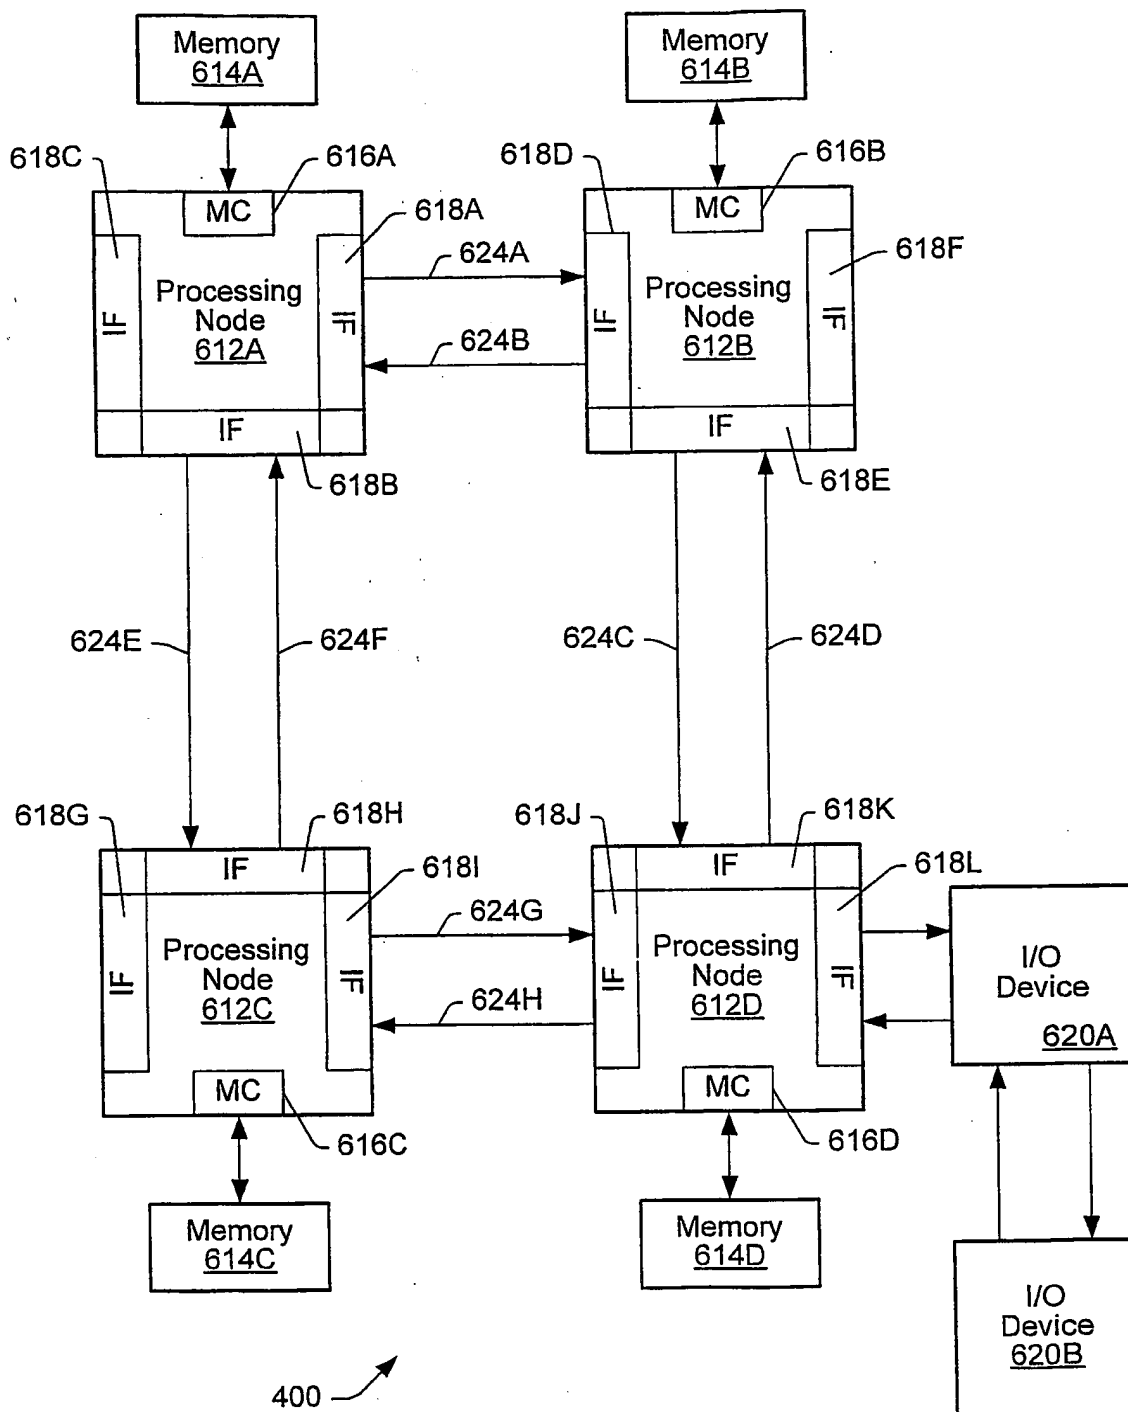 Memory
614A
Memory
614B
618C
616A
618D
616B
MC
MC
618A
618F
624A
Processing
Node
612A
Processing
Node
612B
IF
IF
IF
IF
624B
IF
IF
618B
618E
624E
624F
624C
624D
618G
618H
618J
618K
IF
IF
618I
618L
624G
Processing
Node
612C
Processing
Node
612D
I/O
Device
620A
IF
IF
IF
IF
624H
MC
MC
616C
616D
Memory
614C
Memory
614D
I/O
Device
620B
400